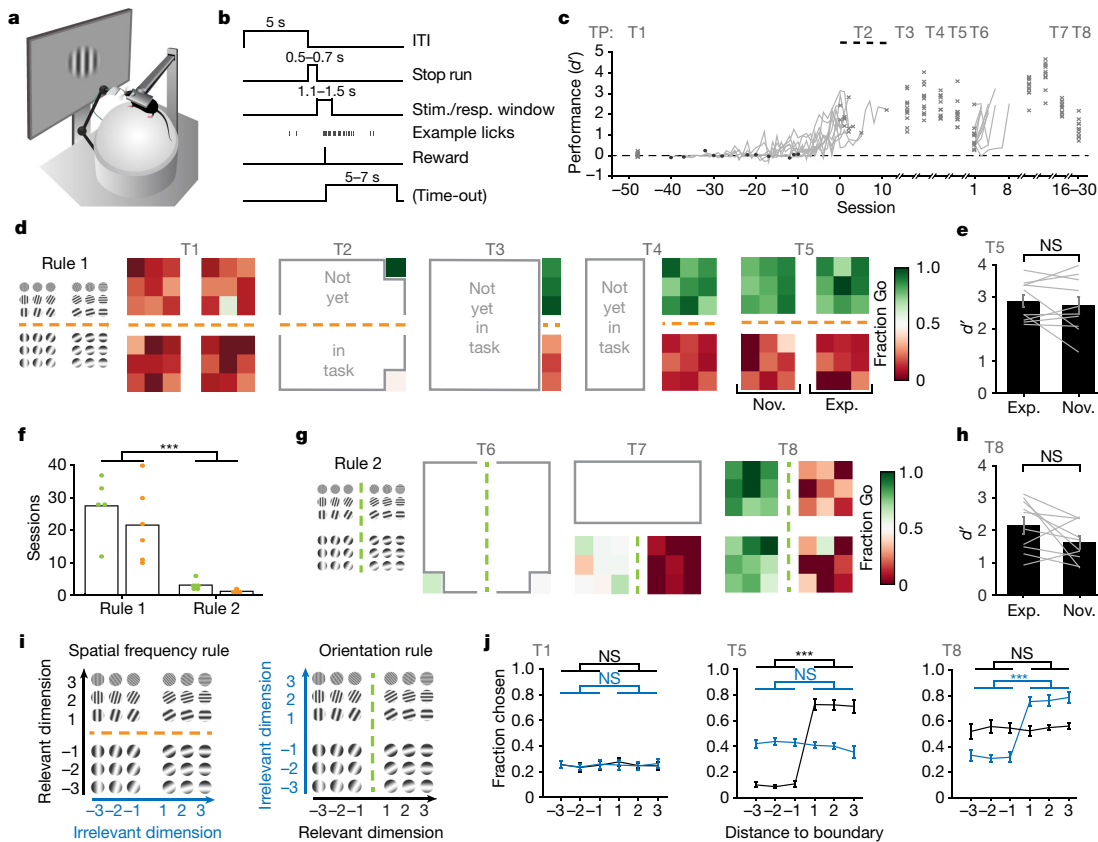 a
b
5 s
ITI
0.5–0.7 s
Stop run
1.1–1.5 s
Stim./resp. window
Example licks
Reward
5–7 s
(Time-out)
c
TP: T1 T2 T3 T4 T5 T6 T7 T8
Performance (d′)
5
4
3
2
1
0
−1
−50 −40 −30 −20 −10 0 10 1 8 16–30
Session
d
Rule 1
T1
T2
Not yet
in task
T3
Not yet in task
T4
Not yet in task
T5
Nov.
Exp.
Fraction Go
1.0
0.5
0
e
T5
NS
d′
4
3
2
1
0
Exp. Nov.
f
***
Sessions
40
30
20
10
0
Rule 1 Rule 2
g
Rule 2
T6
T7
T8
Fraction Go
1.0
0.5
0
h
T8
NS
d′
4
3
2
1
0
Exp. Nov.
i
Spatial frequency rule
Relevant dimension
3
2
1
−1
−2
−3
−3 −2 −1 1 2 3
Irrelevant dimension
Orientation rule
Irrelevant dimension
3
2
1
−1
−2
−3
−3 −2 −1 1 2 3
Relevant dimension
j
T1
NS
NS
Fraction chosen
1.0
0.8
0.6
0.4
0.2
0
−3 −2 −1 1 2 3
T5
***
NS
1.0
0.8
0.6
0.4
0.2
0
−3 −2 −1 1 2 3
Distance to boundary
T8
NS
***
1.0
0.8
0.6
0.4
0.2
0
−3 −2 −1 1 2 3